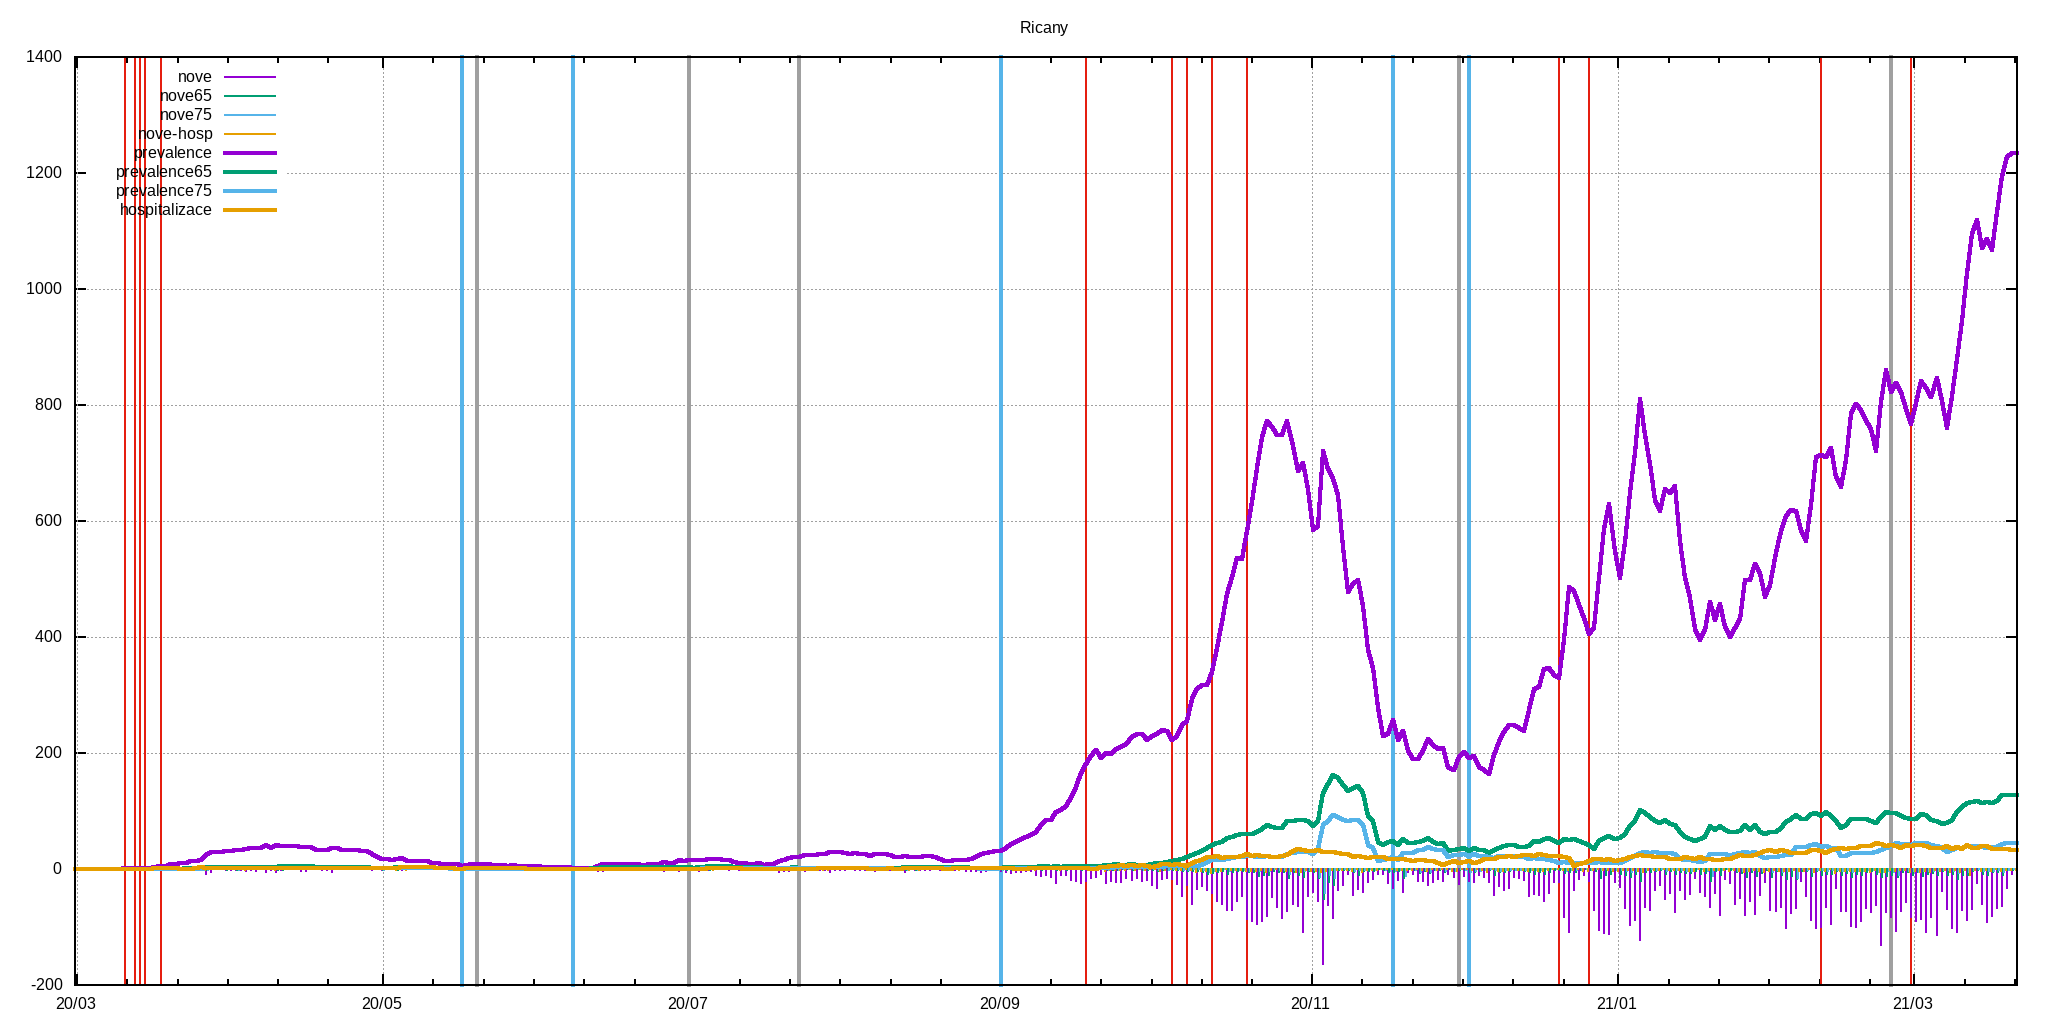 Ricany
1400
nove
nove65
nove75
nove-hosp
prevalence
1200
prevalence65
prevalence75
hospitalizace
1000
800
600
400
200
0
-200
20/03 20/05 20/07 20/09 20/11 21/01 21/03